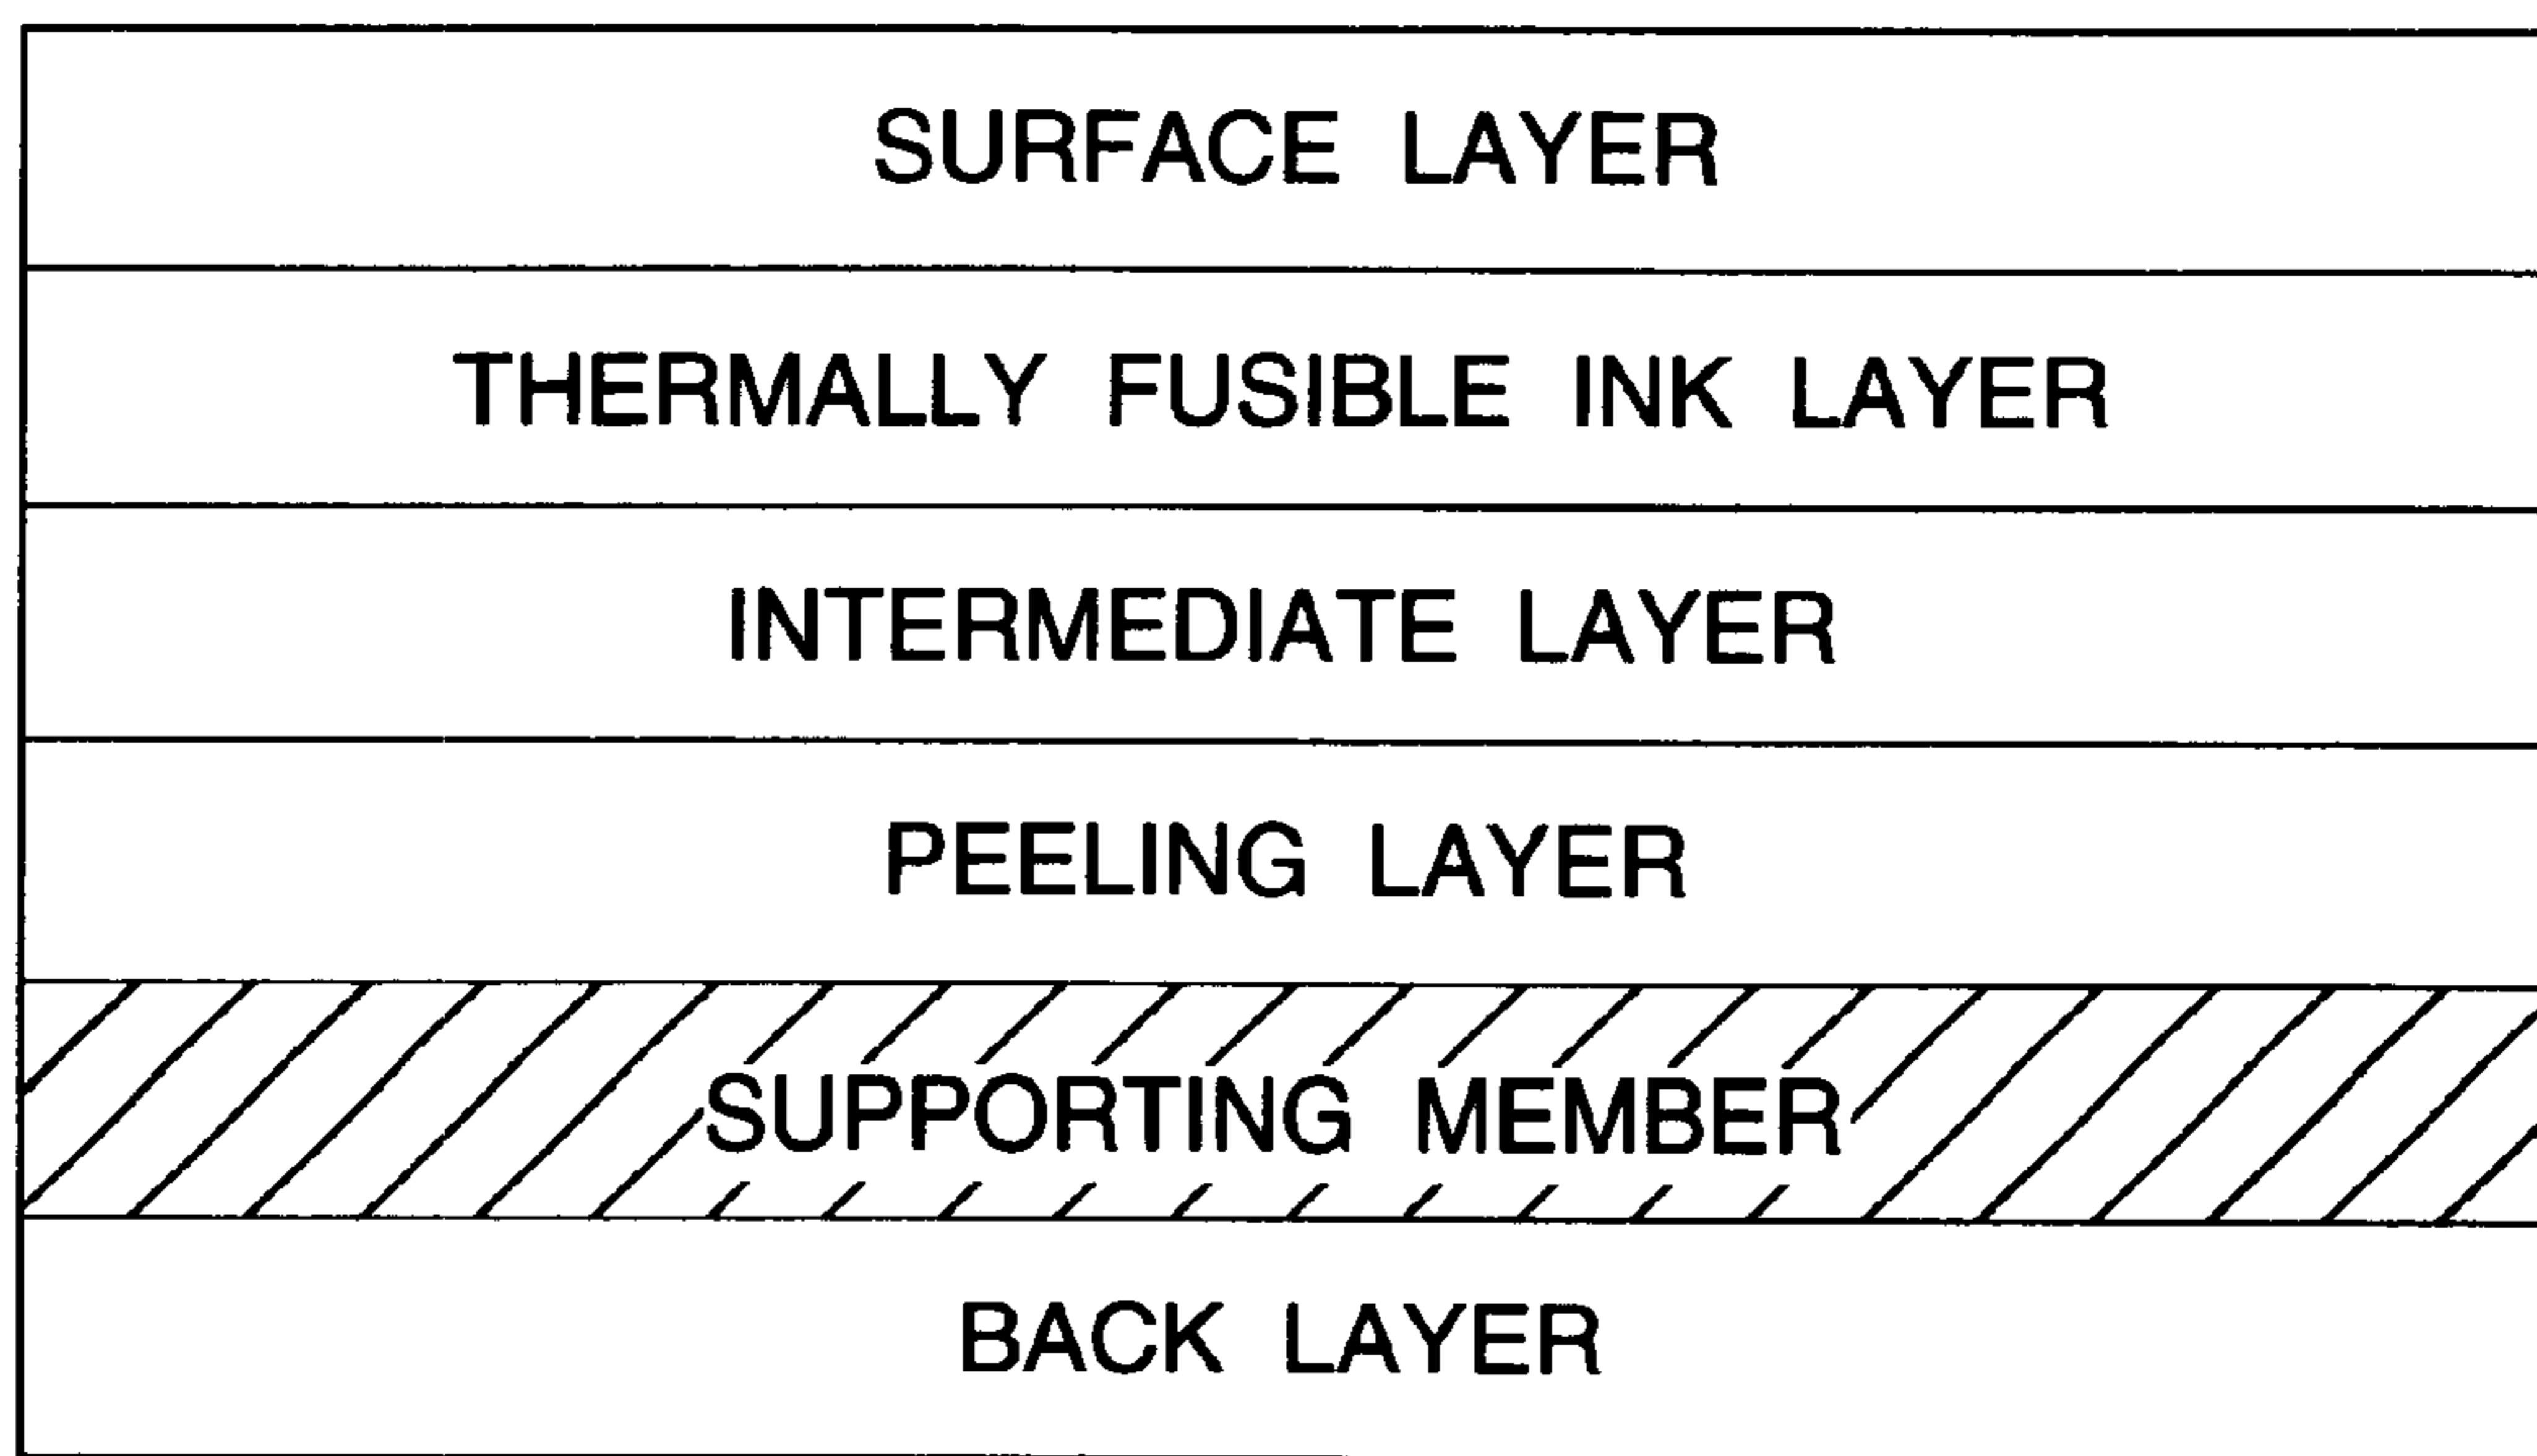 SURFACE LAYER
THERMALLY FUSIBLE INK LAYER
INTERMEDIATE LAYER
PEELING LAYER
SUPPORTING MEMBER
BACK LAYER